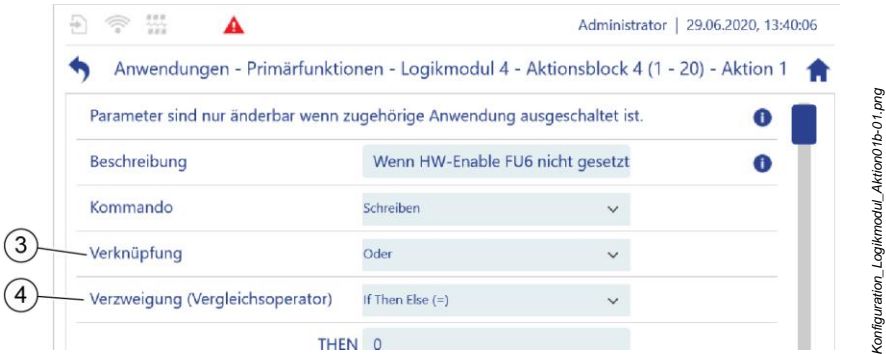 Administrator | 29.06.2020, 13:40:06
Anwendungen - Primärfunktionen - Logikmodul 4 - Aktionsblock 4 (1 - 20) - Aktion 1
Parameter sind nur änderbar wenn zugehörige Anwendung ausgeschaltet ist.
Beschreibung Wenn HW-Enable FU6 nicht gesetzt
Kommando Schreiben
3 Verknüpfung Oder
4 Verzweigung (Vergleichsoperator) If Then Else (=)
THEN 0
Konfiguration_Logikmodul_Aktion01b-01.png